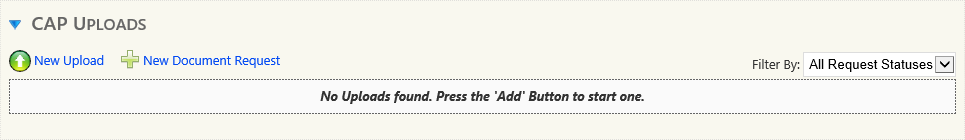 CAP UPLOADS
New Upload New Document Request Filter By: All Request Statuses
No Uploads found. Press the 'Add' Button to start one.